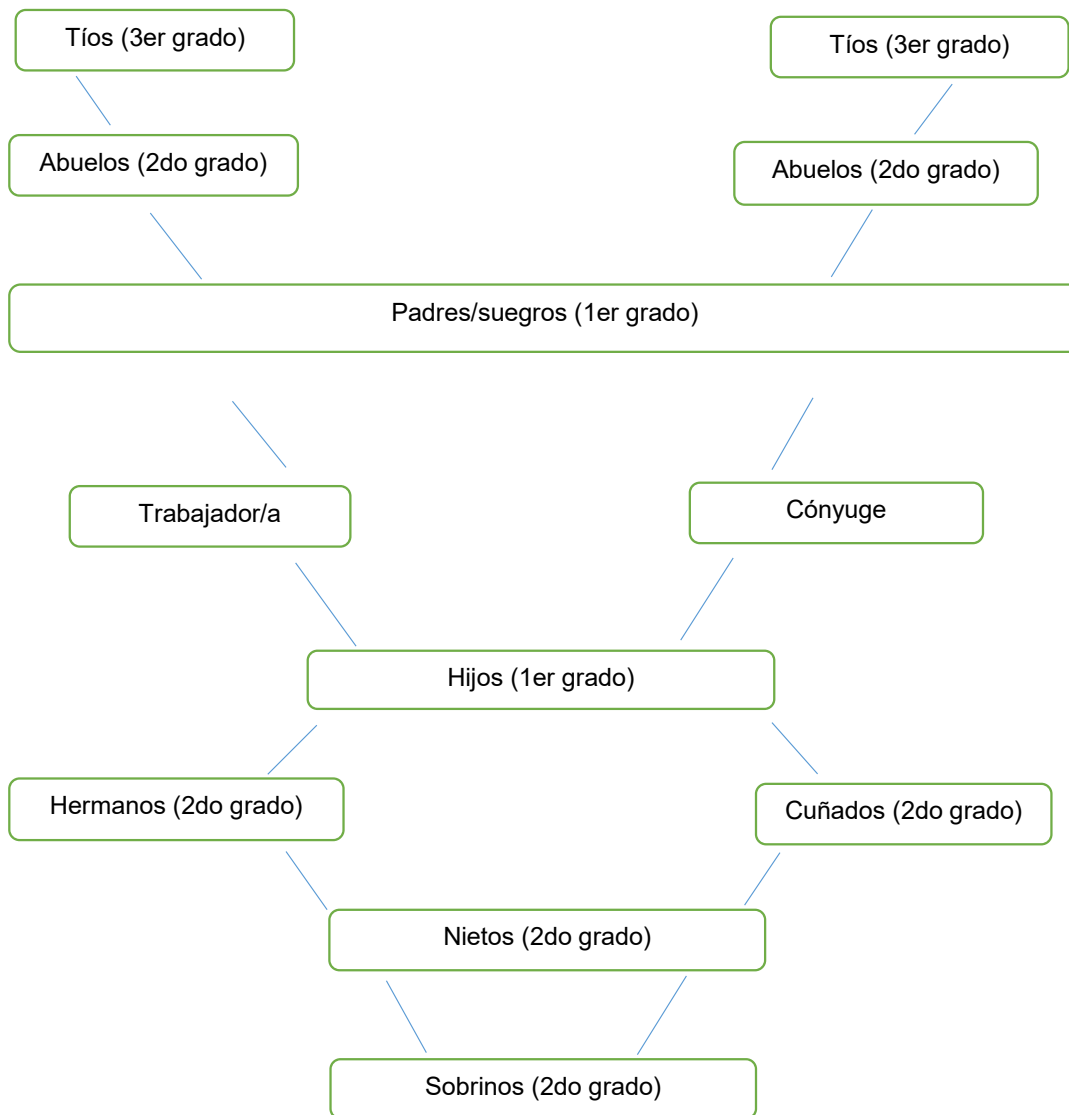 Tíos (3er grado)
Tíos (3er grado)
Abuelos (2do grado)
Abuelos (2do grado)
Padres/suegros (1er grado)
Trabajador/a
Cónyuge
Hijos (1er grado)
Hermanos (2do grado)
Cuñados (2do grado)
Nietos (2do grado)
Sobrinos (2do grado)